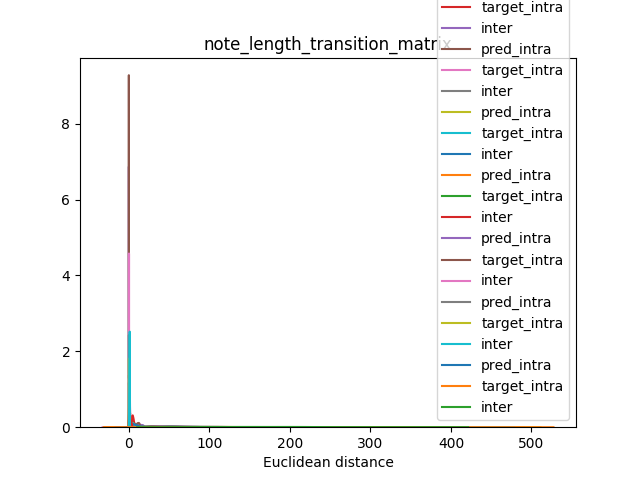 target_intra
inter
note_length_transition_matrix
pred_intra
target_intra
inter
pred_intra
target_intra
inter
pred_intra
target_intra
inter
pred_intra
target_intra
inter
pred_intra
target_intra
inter
pred_intra
target_intra
inter
8
6
4
2
0
0
100
200
300
400
500
Euclidean distance